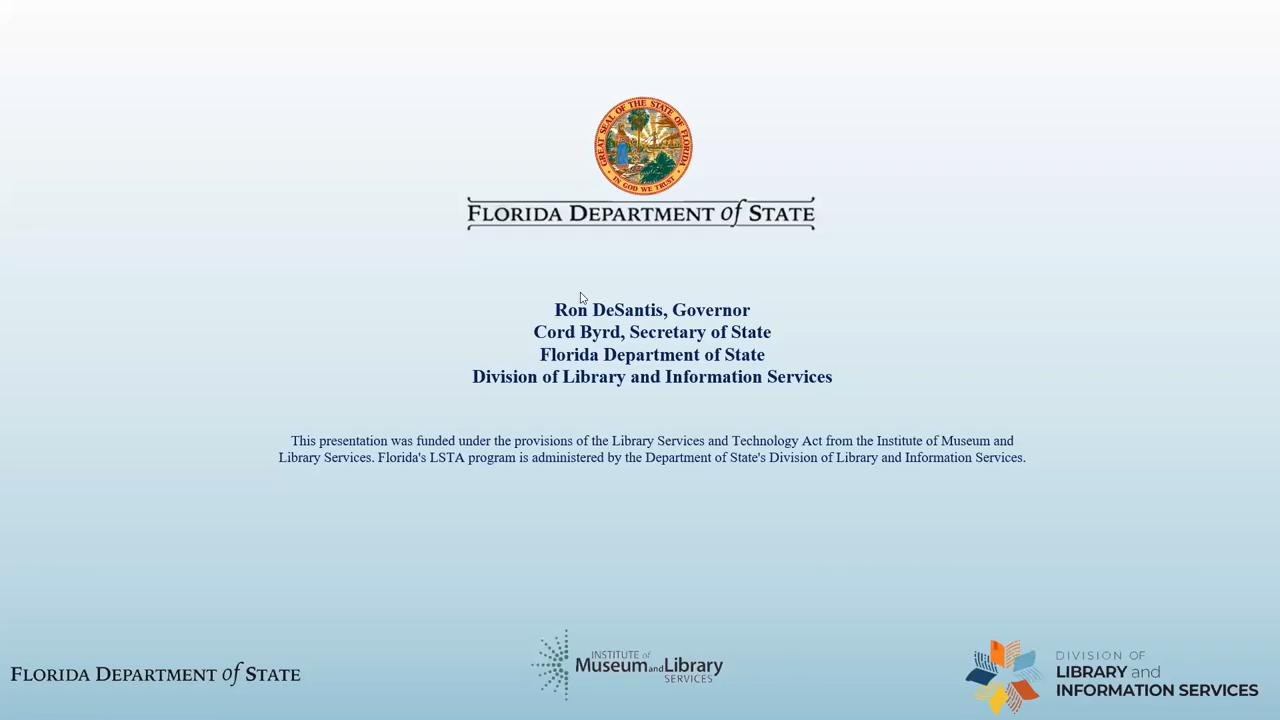 GREAT SEAL OF THE STATE OF FLORIDA
IN GOD WE TRUST
FLORIDA DEPARTMENT of STATE
Ron DeSantis, Governor
Cord Byrd, Secretary of State
Florida Department of State
Division of Library and Information Services
This presentation was funded under the provisions of the Library Services and Technology Act from the Institute of Museum and
Library Services. Florida's LSTA program is administered by the Department of State's Division of Library and Information Services.
FLORIDA DEPARTMENT of STATE
INSTITUTE of
Museum and Library
SERVICES
DIVISION OF
LIBRARY and
INFORMATION SERVICES